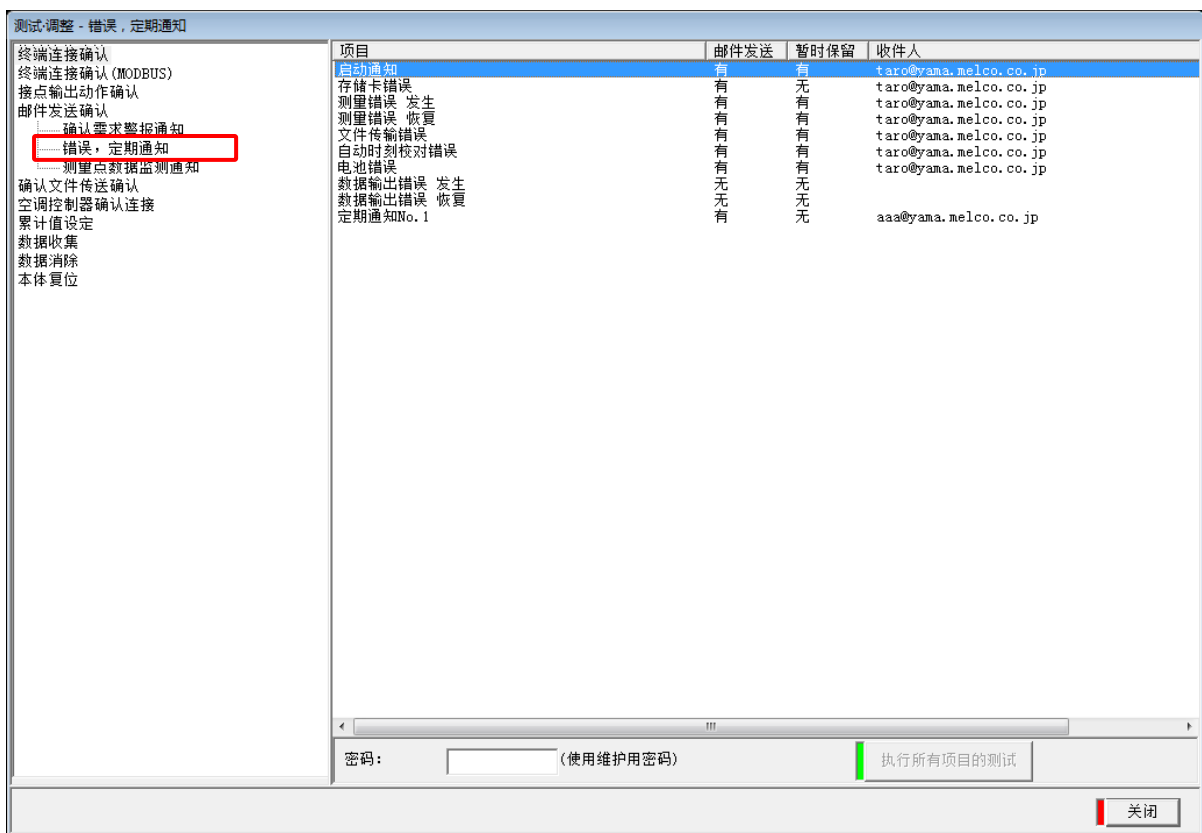 测试·调整 - 错误，定期通知
终端连接确认
终端连接确认(MODBUS)
接点输出动作确认
邮件发送确认
确认需求警报通知
错误，定期通知
测量点数据监测通知
确认文件传送确认
空调控制器确认连接
累计值设定
数据收集
数据消除
本体复位
项目 邮件发送 暂时保留 收件人
启动通知 有 有 taro@yama.melco.co.jp
存储卡错误 有 无 taro@yama.melco.co.jp
测量错误 发生 有 有 taro@yama.melco.co.jp
测量错误 恢复 有 有 taro@yama.melco.co.jp
文件传输错误 有 有 taro@yama.melco.co.jp
自动时刻校对错误 有 有 taro@yama.melco.co.jp
电池错误 有 有 taro@yama.melco.co.jp
数据输出错误 发生 无 无
数据输出错误 恢复 无 无
定期通知No.1 有 无 aaa@yama.melco.co.jp
密码: (使用维护用密码) 执行所有项目的测试
关闭